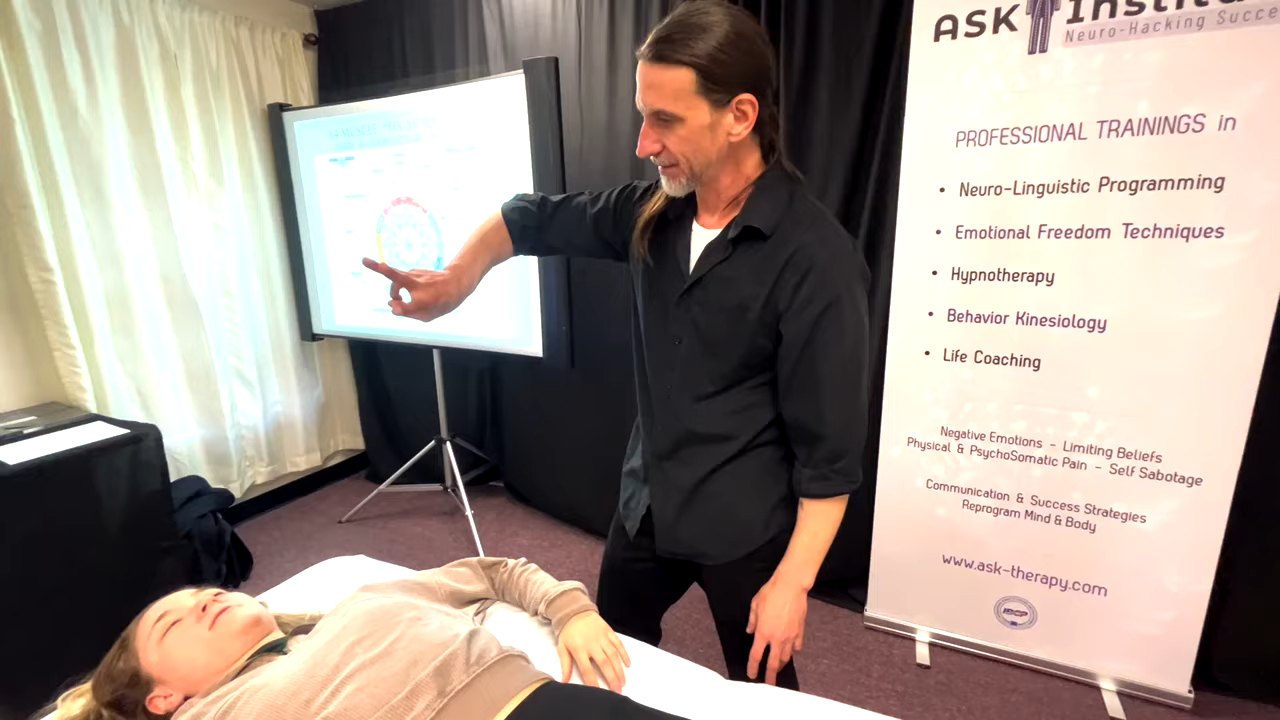 ASK
Neuro-Hacking Succe
PROFESSIONAL TRAININGS in
• Neuro-Linguistic Programming
• Emotional Freedom Techniques
• Hypnotherapy
• Behavior Kinesiology
• Life Coaching
Negative Emotions - Limiting Beliefs
Physical & PsychoSomatic Pain - Self Sabotage
Communication & Success Strategies
Reprogram Mind & Body
www.ask-therapy.com